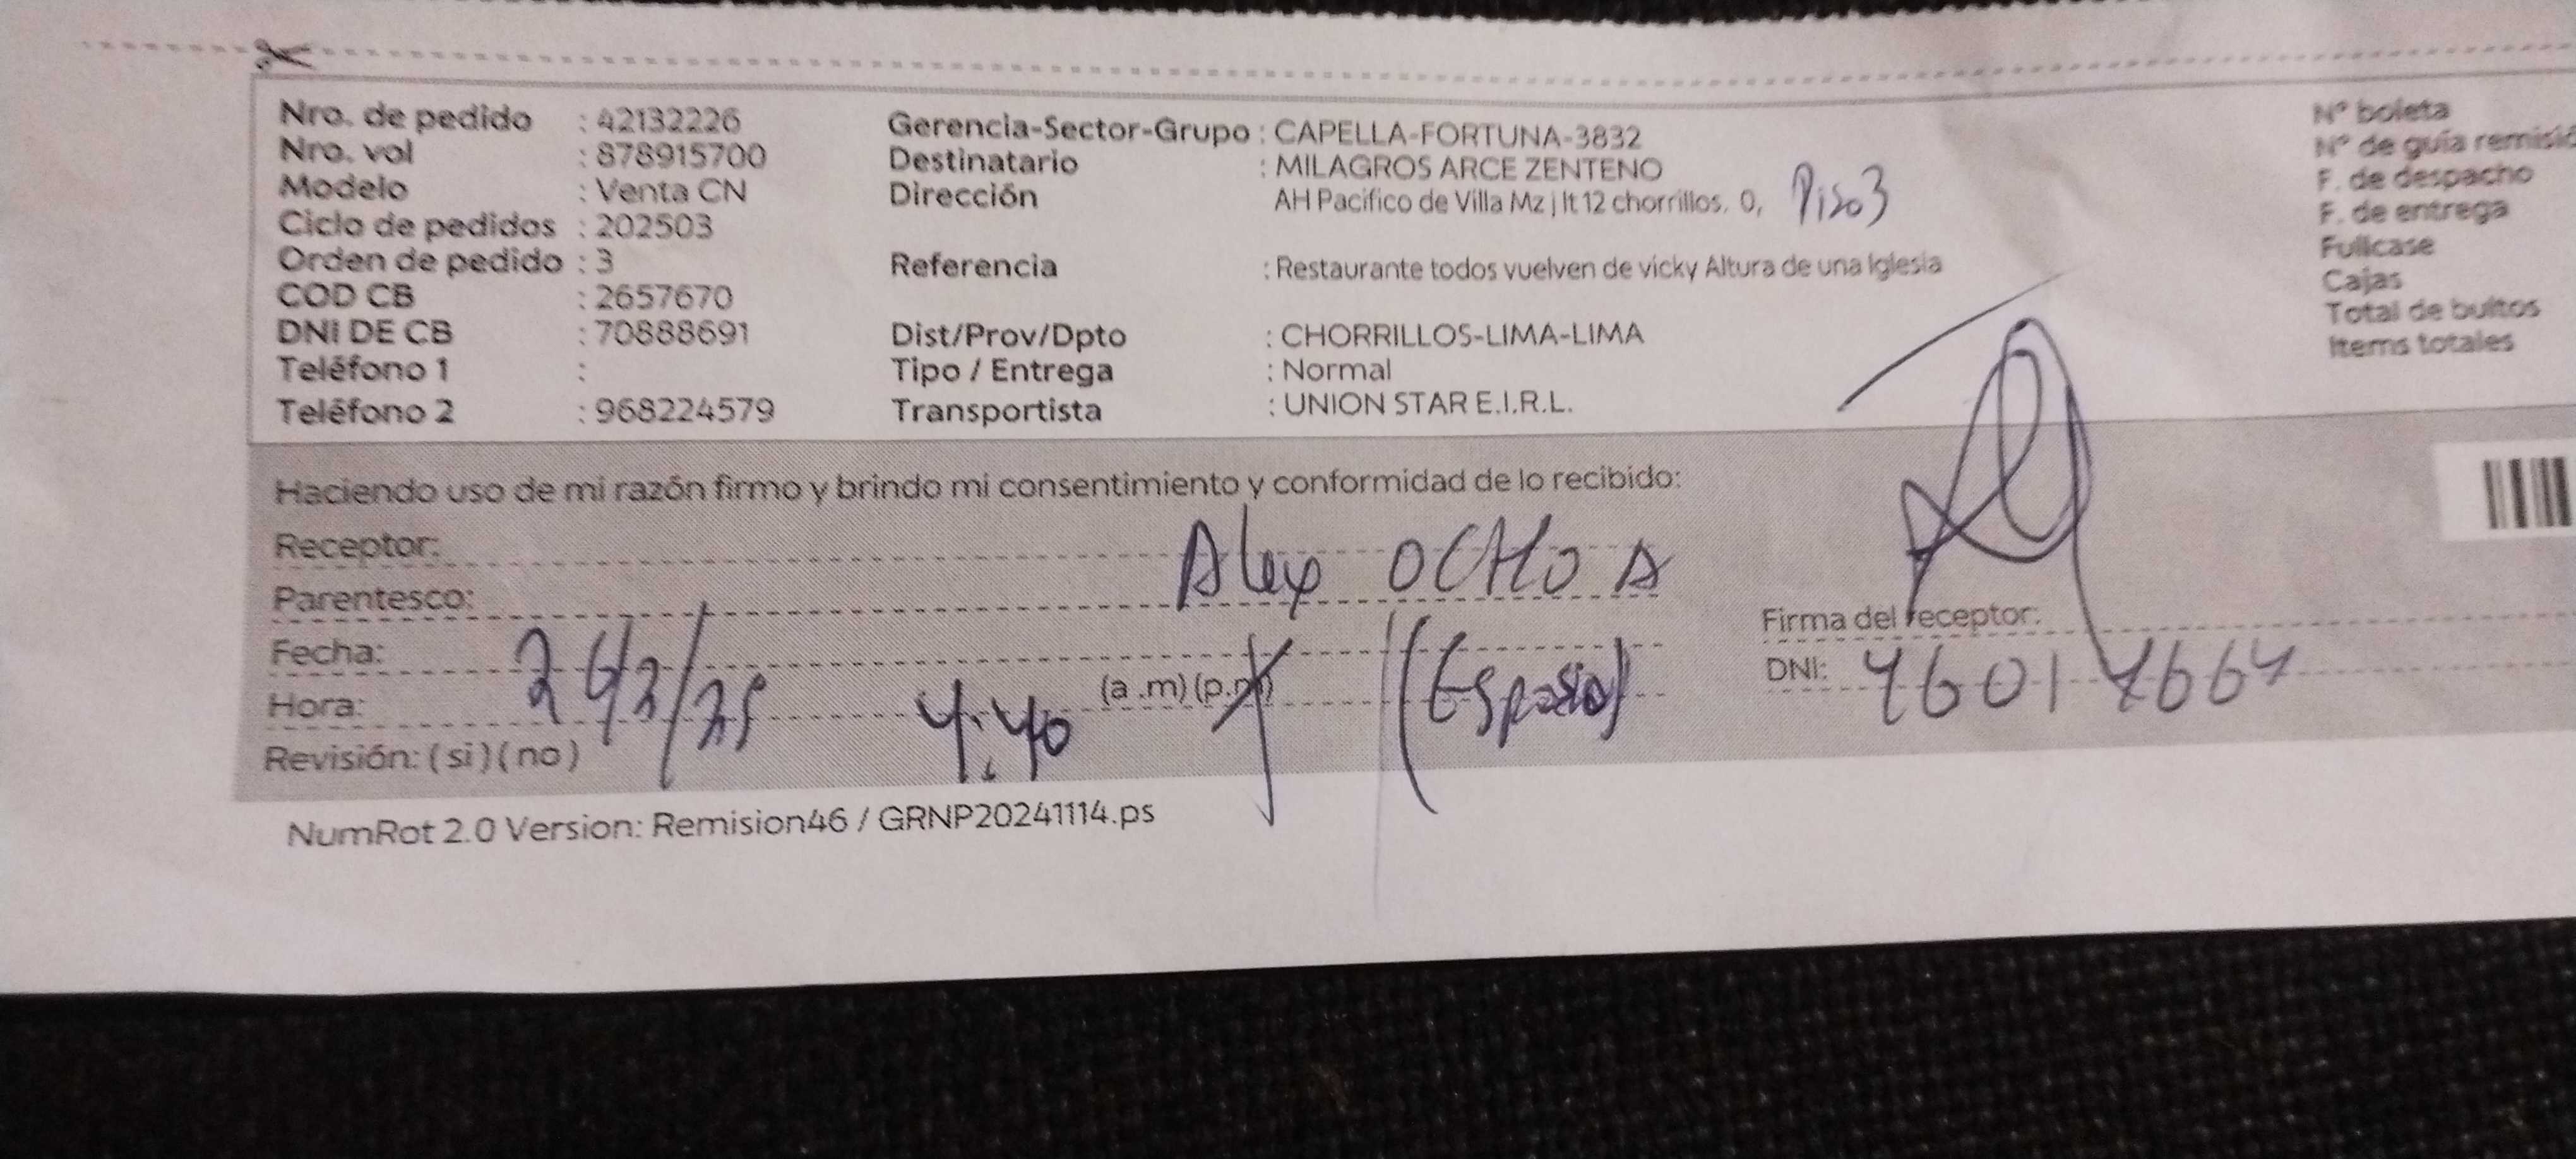 Nro. de pedido : 42132226
Nro. vol : 878915700
Modelo : Venta CN
Ciclo de pedidos : 202503
Orden de pedido : 3
COD CB : 2657670
DNI DE CB : 70888691
Teléfono 1 :
Teléfono 2 : 968224579
Gerencia-Sector-Grupo : CAPELLA-FORTUNA-3832
Destinatario : MILAGROS ARCE ZENTENO
Dirección AH Pacifico de Villa Mz j lt 12 chorrillos, 0, Piso 3
Referencia : Restaurante todos vuelven de vicky Altura de una Iglesia
Dist/Prov/Dpto : CHORRILLOS-LIMA-LIMA
Tipo / Entrega : Normal
Transportista : UNION STAR E.I.R.L.
Nº boleta
Nº de guía remisió
F. de despacho
F. de entrega
Fullcase
Cajas
Total de bultos
Items totales
Haciendo uso de mi razón firmo y brindo mi consentimiento y conformidad de lo recibido:
Receptor: Alex OCHOA
Parentesco: (Esposo)
Fecha: 26/2/25
Hora: 4:40 (a .m) (p.m)
Revisión: ( si ) ( no )
Firma del receptor:
DNI:
NumRot 2.0 Version: Remision46 / GRNP20241114.ps